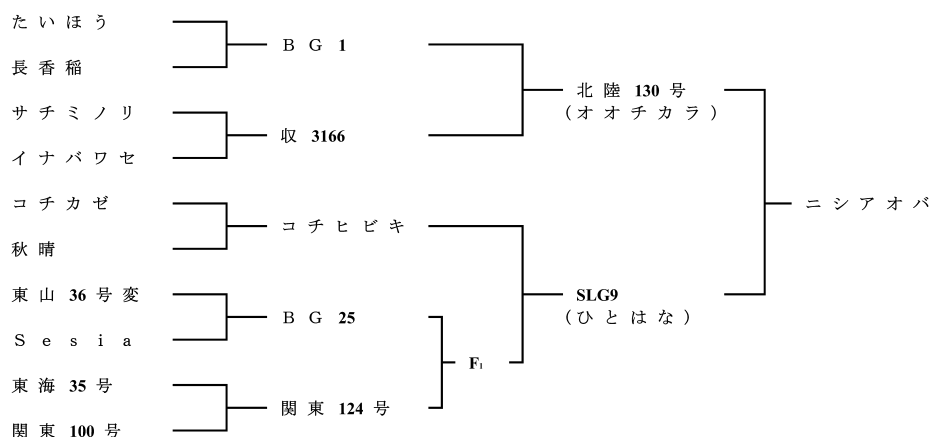 たいほう
長香稲
BG 1
サチミノリ
イナバワセ
収 3166
北陸 130 号
(オオチカラ)
コチカゼ
秋晴
コチヒビキ
東山 36 号変
Sesia
BG 25
東海 35 号
関東 100 号
関東 124 号
F₁
SLG9
(ひとはな)
ニシアオバ